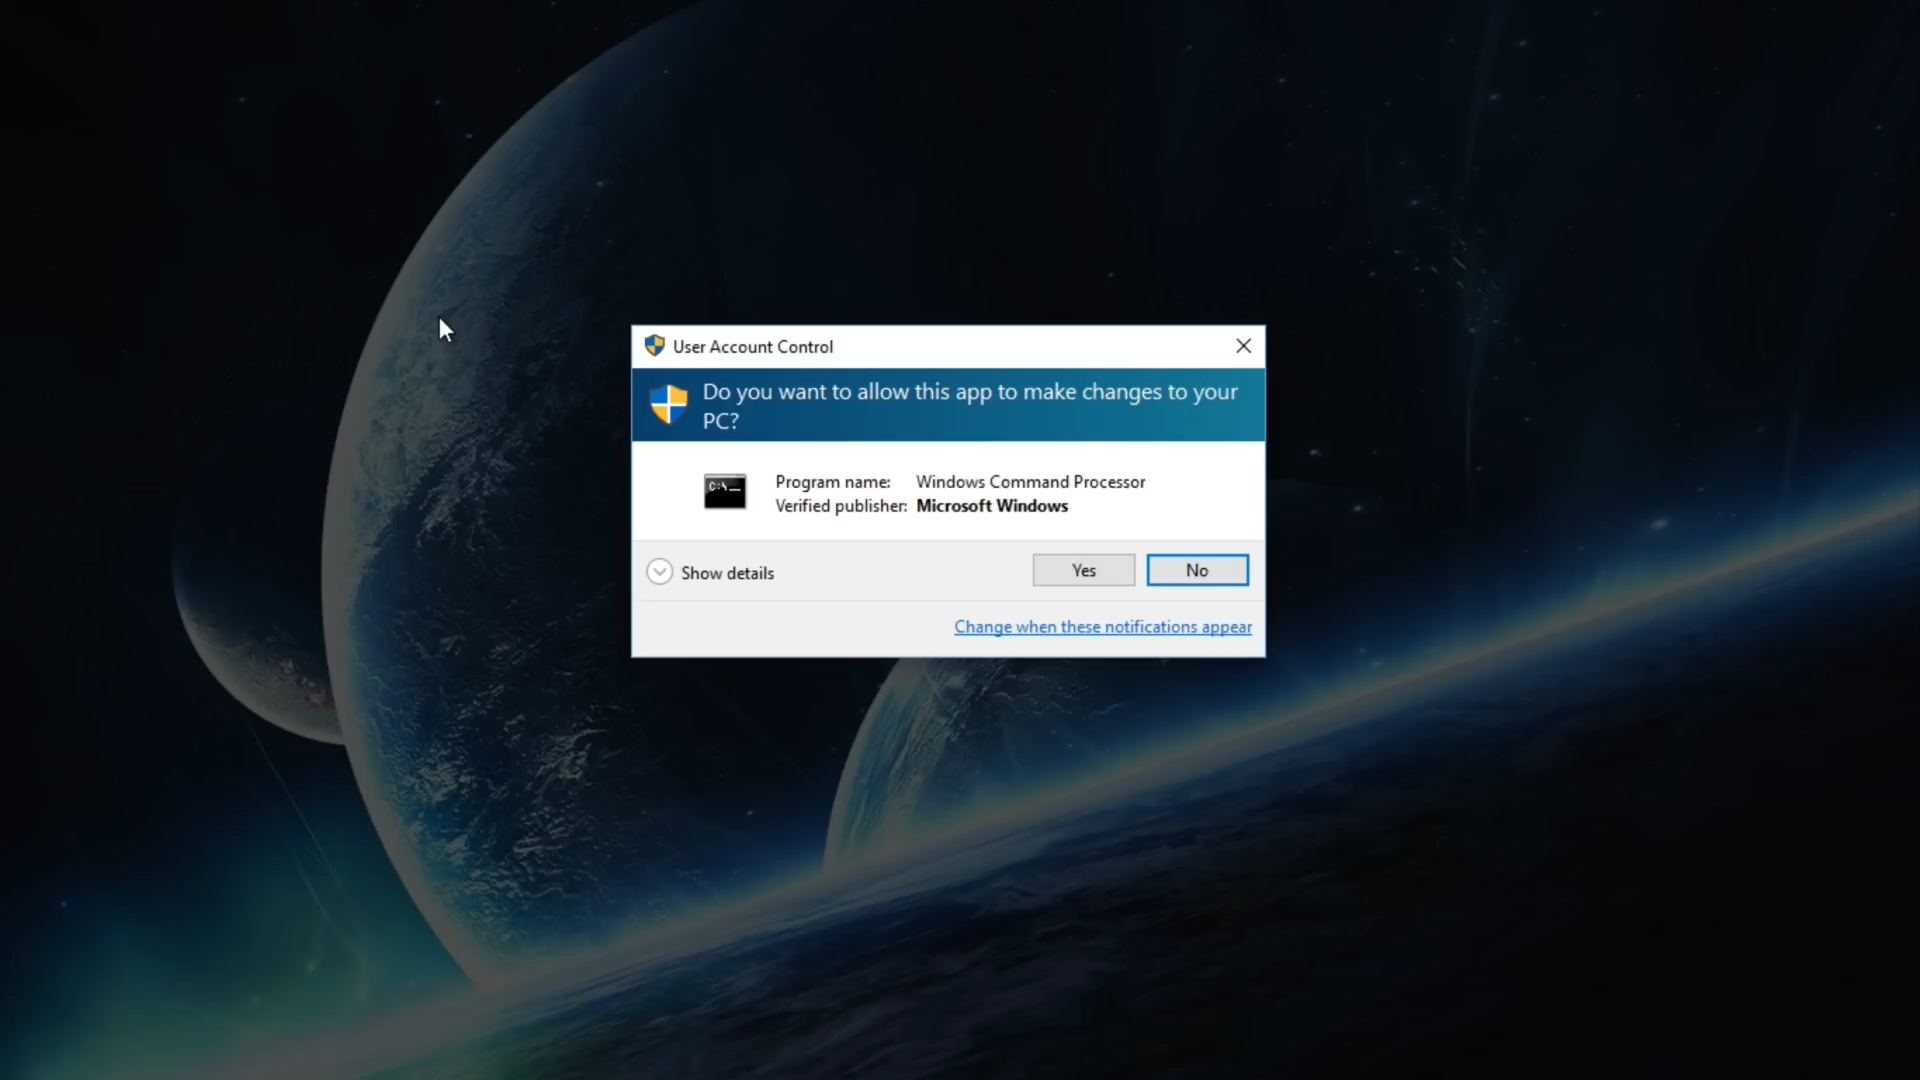 User Account Control
Do you want to allow this app to make changes to your
PC?
C:\
Program name: Windows Command Processor
Verified publisher: Microsoft Windows
Show details
Yes
No
Change when these notifications appear